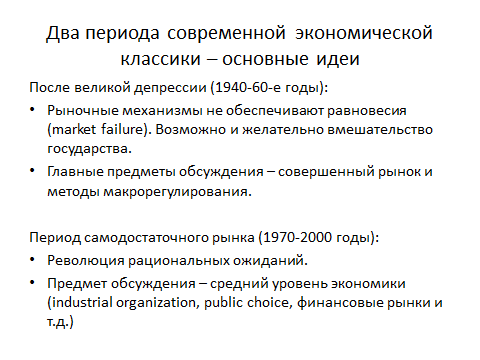 Два периода современной экономической
классики – основные идеи
После великой депрессии (1940-60-е годы):
• Рыночные механизмы не обеспечивают равновесия
(market failure). Возможно и желательно вмешательство
государства.
• Главные предметы обсуждения – совершенный рынок и
методы макрорегулирования.
Период самодостаточного рынка (1970-2000 годы):
• Революция рациональных ожиданий.
• Предмет обсуждения – средний уровень экономики
(industrial organization, public choice, финансовые рынки и
т.д.)